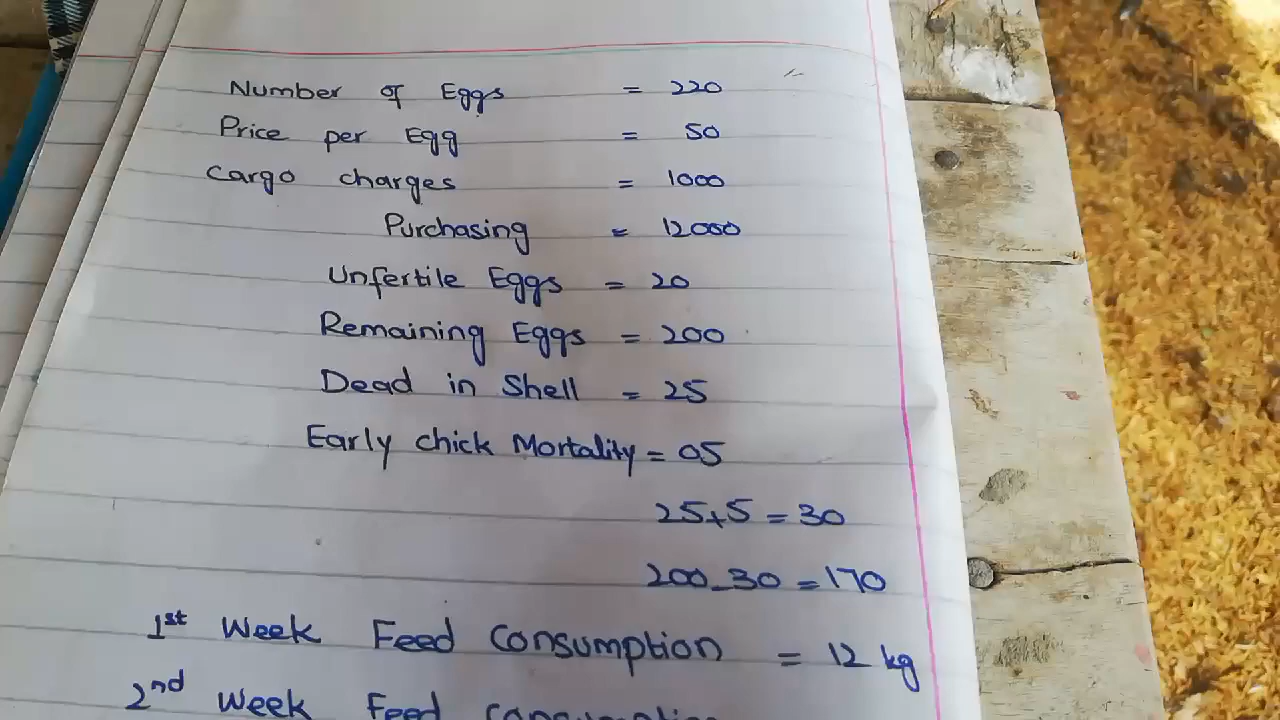 Number of Eggs = 220
Price per Egg = 50
Cargo charges = 1000
Purchasing = 12000
Unfertile Eggs = 20
Remaining Eggs = 200
Dead in Shell = 25
Early chick Mortality = 05
25+5 = 30
200-30 = 170
1st Week Feed Consumption = 12 kg
2nd Week Feed consumption